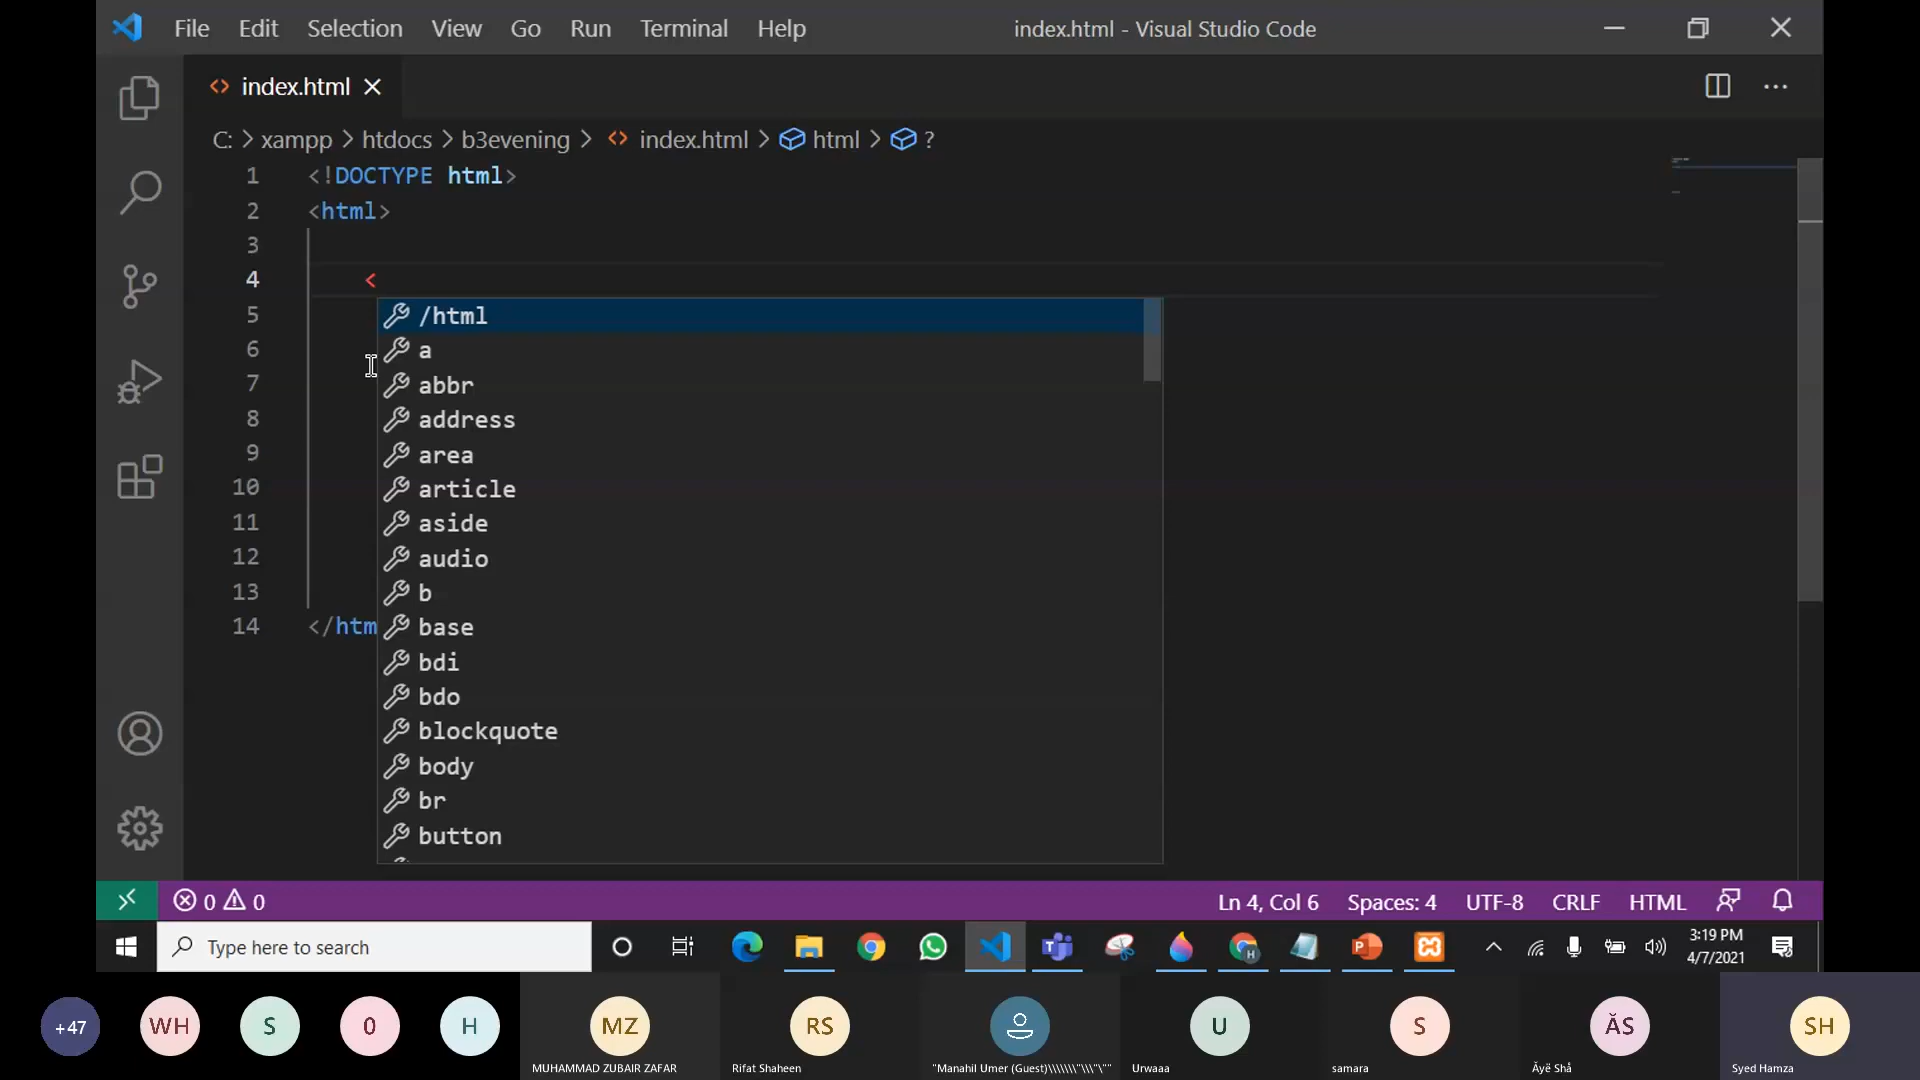 File Edit Selection View Go Run Terminal Help index.html - Visual Studio Code
index.html
C: > xampp > htdocs > b3evening > index.html > html > ?
1 <!DOCTYPE html>
2 <html>
3
4 <
5 /html
6 a
7 abbr
8 address
9 area
10 article
11 aside
12 audio
13 b
14 </htm base
bdi
bdo
blockquote
body
br
button
0 0 Ln 4, Col 6 Spaces: 4 UTF-8 CRLF HTML
Type here to search
3:19 PM
4/7/2021
+47 WH S 0 H MZ RS U S ÃS SH
MUHAMMAD ZUBAIR ZAFAR Rifat Shaheen "Manahil Umer (Guest)\\\\\\\"\\\"\"" Urwaaa samara Ãyë Shå Syed Hamza